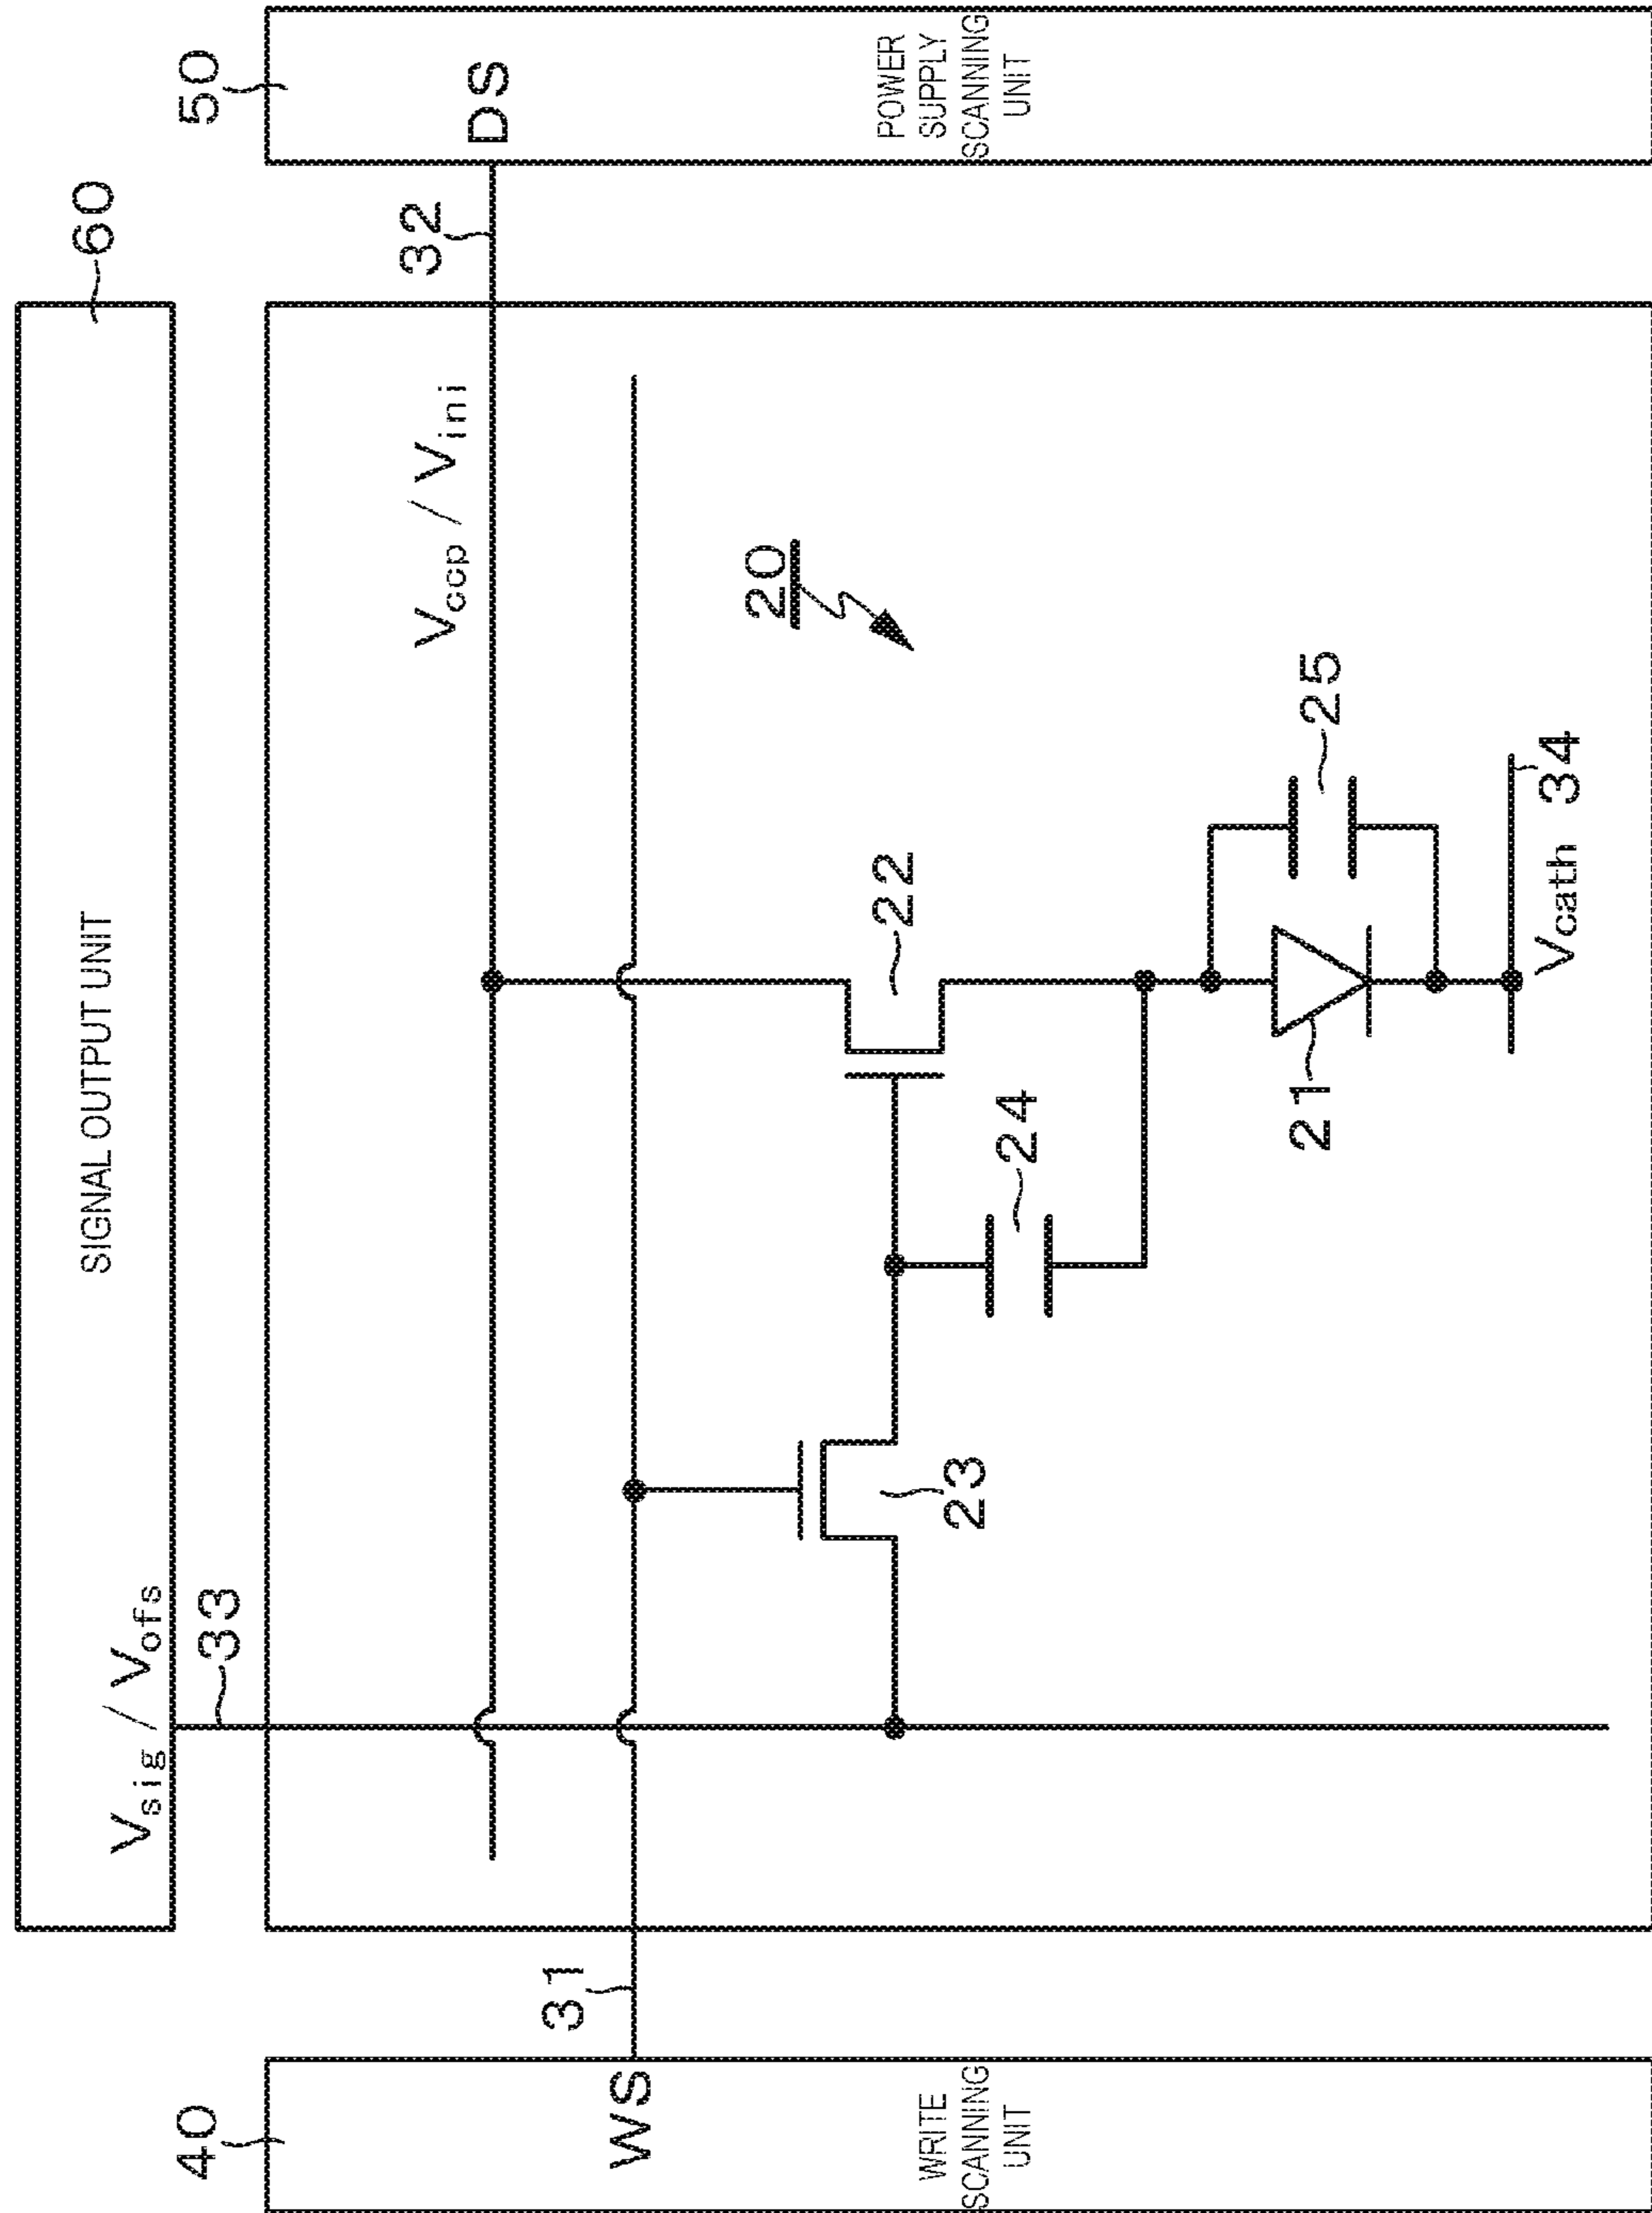 60
SIGNAL OUTPUT UNIT
Vsig / Vofs
33
40
WS
WRITE
SCANNING
UNIT
31
50
DS
POWER
SUPPLY
SCANNING
UNIT
32
Vccp / Vini
20
22
23
24
25
21
Vcath 34